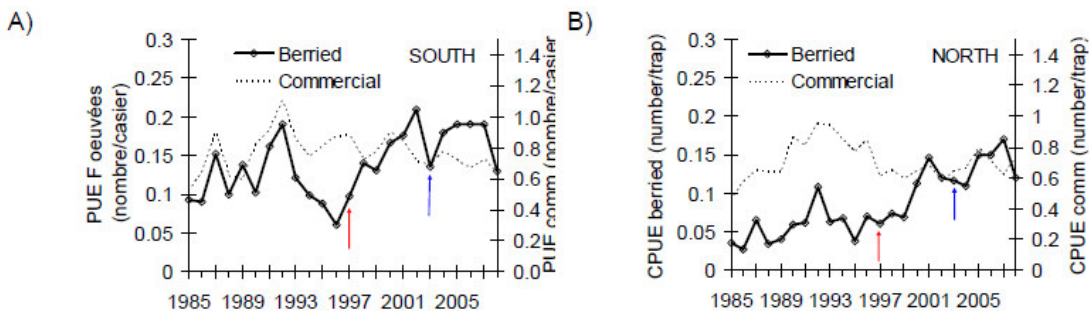 A)
B)
0.3
0.25
0.2
0.15
0.1
0.05
0
PUE F oeuvées
(nombre/casier)
Berried
Commercial
SOUTH
1.4
1.2
1.0
0.8
0.6
0.4
0.2
0.0
PUE comm (nombre/casier)
1985 1989 1993 1997 2001 2005
0.3
0.25
0.2
0.15
0.1
0.05
0
CPUE berried (number/trap)
Berried
Commercial
NORTH
1.4
1.2
1
0.8
0.6
0.4
0.2
0
CPUE comm (number/trap)
1985 1989 1993 1997 2001 2005